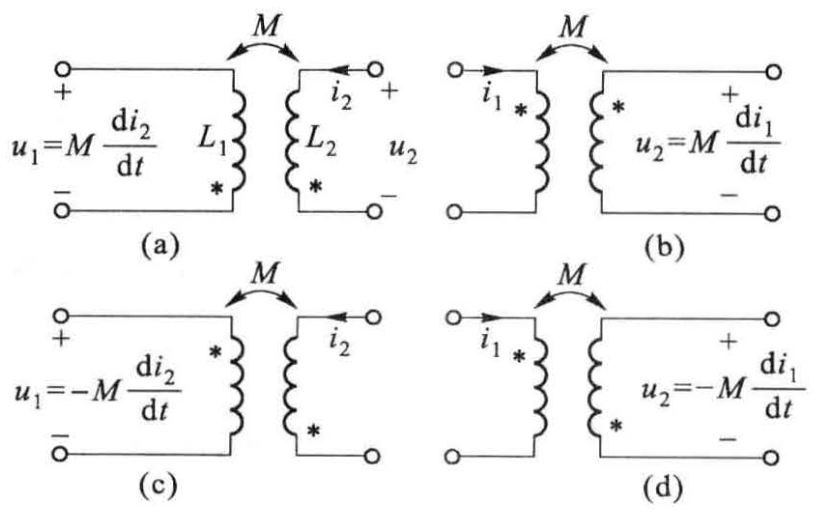 M
i₂
+
+
u₁=M di₂/dt
L₁
L₂
u₂
−
*
*
−
(a)
M
i₁
*
*
+
u₂=M di₁/dt
−
(b)
M
+
i₂
*
u₁=−M di₂/dt
−
*
(c)
M
i₁
*
+
u₂=−M di₁/dt
*
−
(d)